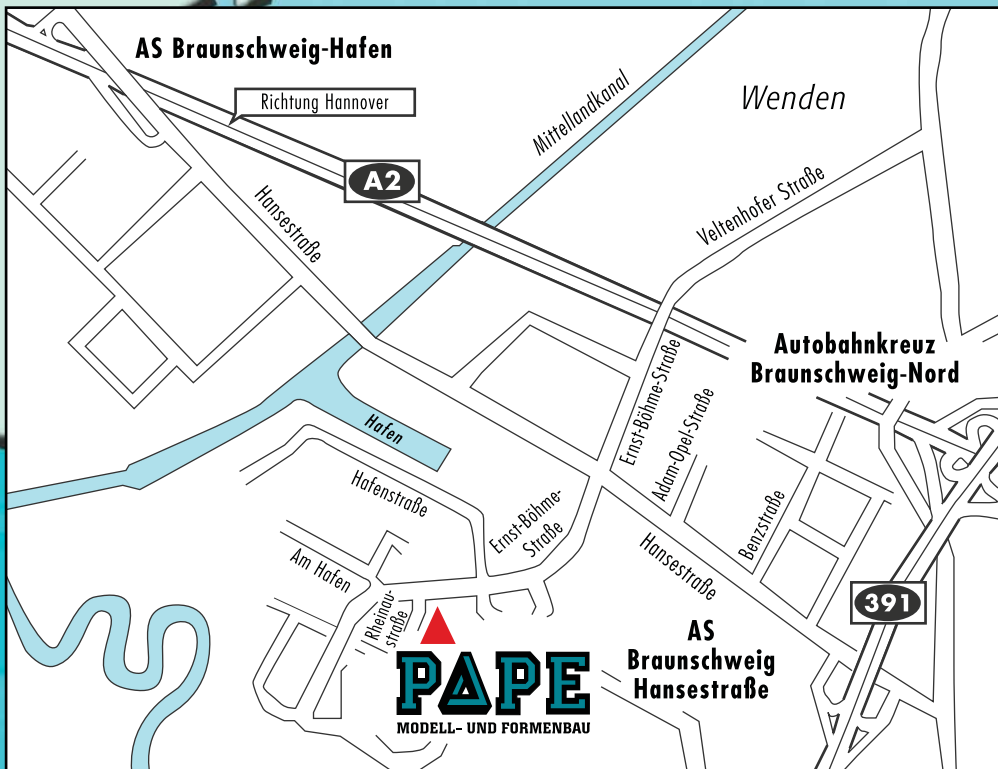 AS Braunschweig-Hafen
Richtung Hannover
A2
Mittellandkanal
Wenden
Veltenhofer Straße
Hansestraße
Autobahnkreuz
Braunschweig-Nord
Ernst-Böhme-Straße
Adam-Opel-Straße
Hafen
Hafenstraße
Ernst-Böhme-
Straße
Benzstraße
Hansestraße
Am Hafen
Rheinau-
straße
391
AS
Braunschweig
Hansestraße
PAPE
MODELL- UND FORMENBAU